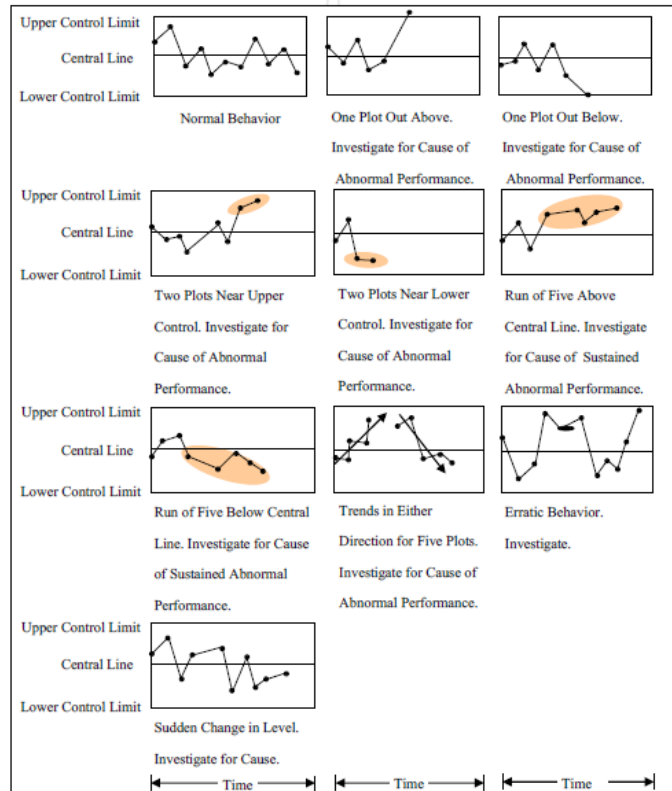 Upper Control Limit
Central Line
Lower Control Limit
Normal Behavior
One Plot Out Above.
Investigate for Cause of
Abnormal Performance.
One Plot Out Below.
Investigate for Cause of
Abnormal Performance.
Upper Control Limit
Central Line
Lower Control Limit
Two Plots Near Upper
Control. Investigate for
Cause of Abnormal
Performance.
Two Plots Near Lower
Control. Investigate for
Cause of Abnormal
Performance.
Run of Five Above
Central Line. Investigate
for Cause of Sustained
Abnormal Performance.
Upper Control Limit
Central Line
Lower Control Limit
Run of Five Below Central
Line. Investigate for Cause
of Sustained Abnormal
Performance.
Trends in Either
Direction for Five Plots.
Investigate for Cause of
Abnormal Performance.
Erratic Behavior.
Investigate.
Upper Control Limit
Central Line
Lower Control Limit
Sudden Change in Level.
Investigate for Cause.
Time
Time
Time